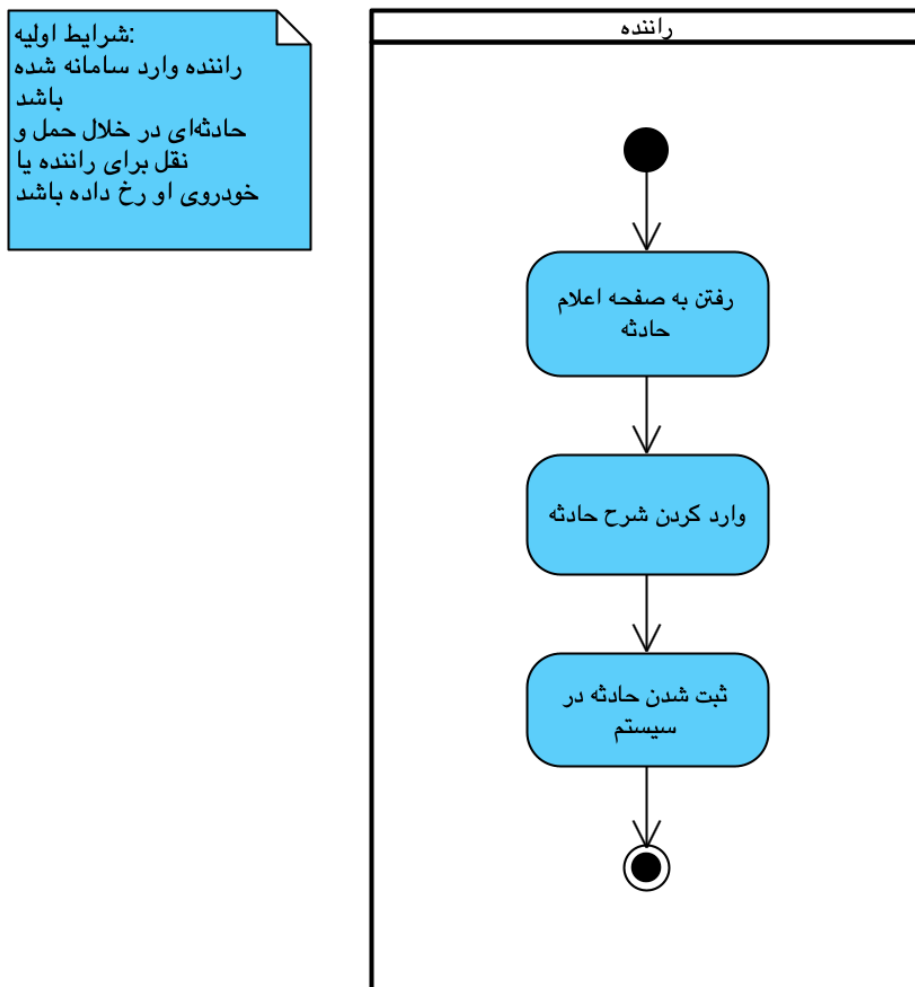 شرایط اولیه:
راننده وارد سامانه شده
باشد
حادثه‌ای در خلال حمل و
نقل برای راننده یا
خودروی او رخ داده باشد
راننده
رفتن به صفحه اعلام
حادثه
وارد کردن شرح حادثه
ثبت شدن حادثه در
سیستم